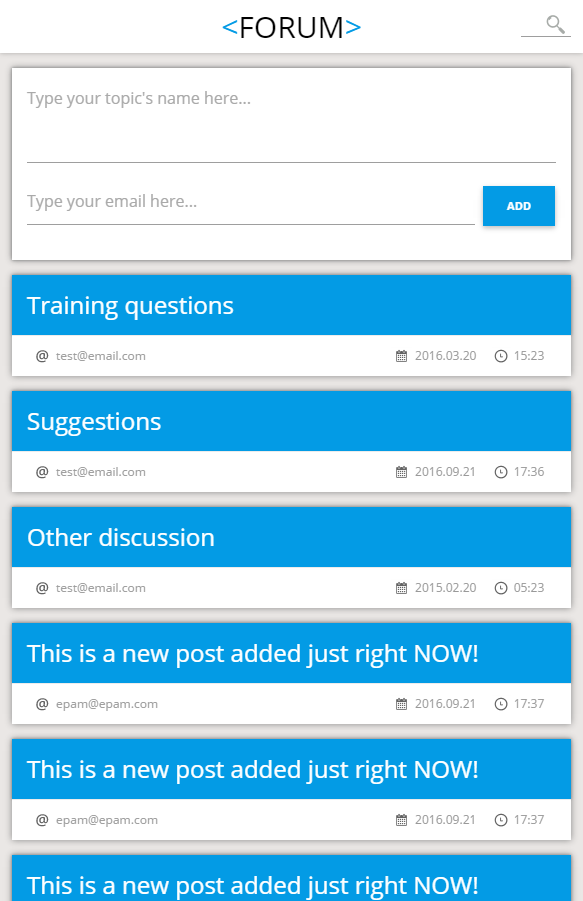 <FORUM>
Type your topic's name here...
Type your email here...
ADD
Training questions
@ test@email.com 2016.03.20 15:23
Suggestions
@ test@email.com 2016.09.21 17:36
Other discussion
@ test@email.com 2015.02.20 05:23
This is a new post added just right NOW!
@ epam@epam.com 2016.09.21 17:37
This is a new post added just right NOW!
@ epam@epam.com 2016.09.21 17:37
This is a new post added just right NOW!